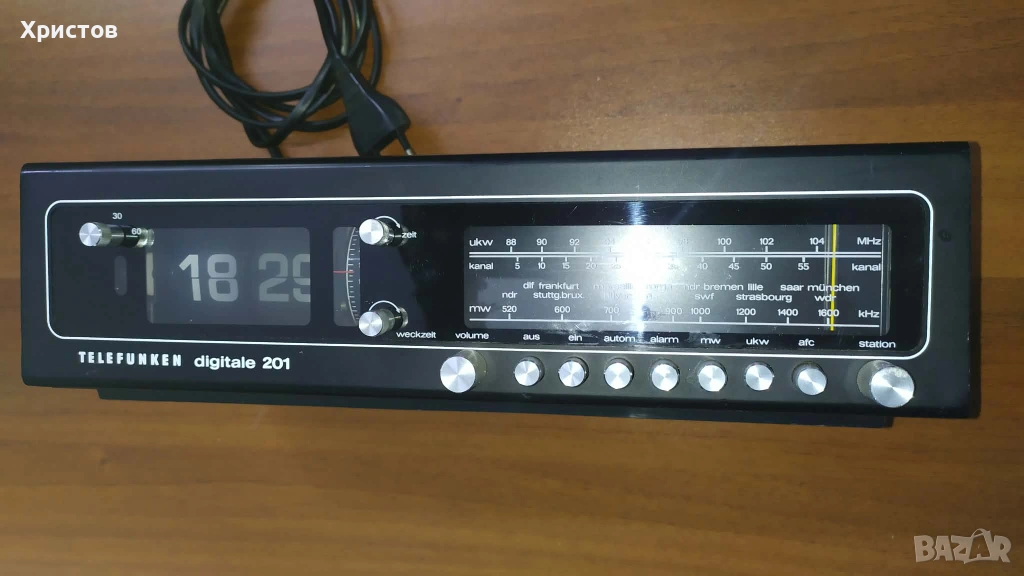 Христов
30
60
zeit
18 29
ukw 88 90 92 100 102 104 MHz
kanal 5 10 15 20 40 45 50 55 kanal
dlf frankfurt bremen lille saar münchen
ndr stuttg.brux. swf strasbourg wdr
mw 520 600 900 1000 1200 1400 1600 kHz
weckzeit volume aus ein autom. alarm mw ukw afc station
TELEFUNKEN digitale 201
BAZAR